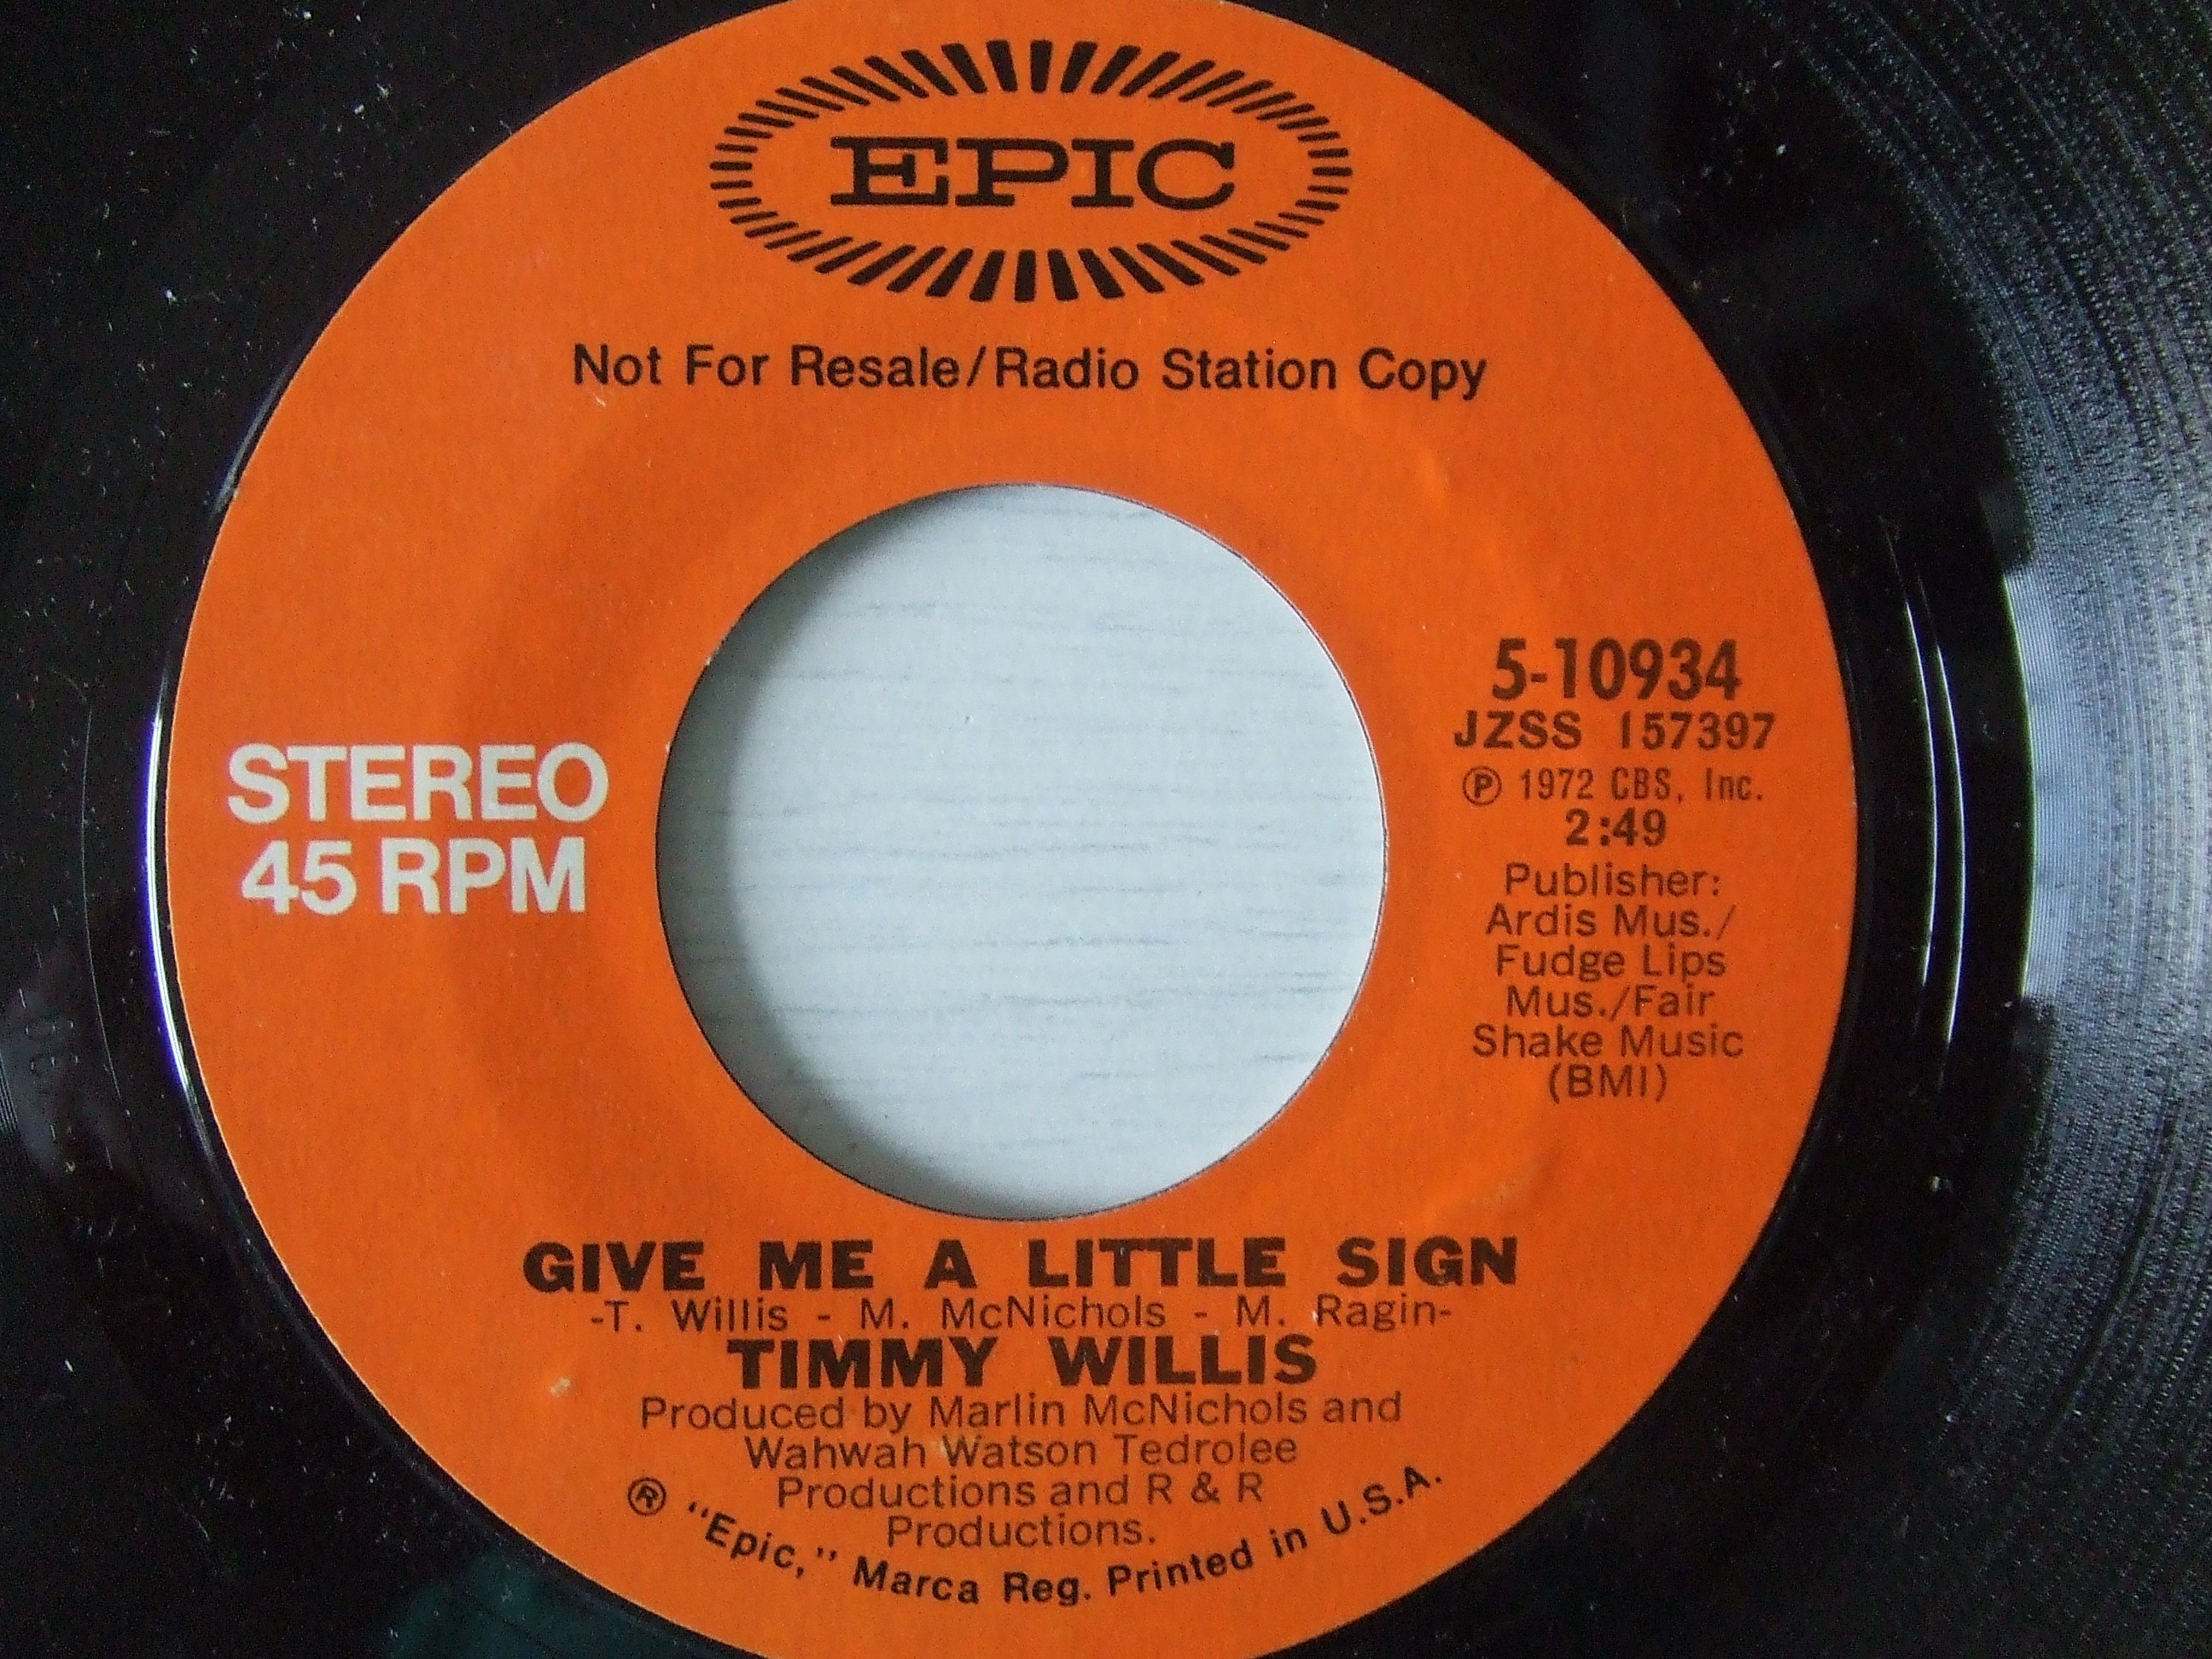 EPIC
Not For Resale/Radio Station Copy
STEREO
45 RPM
5-10934
JZSS 157397
Ⓟ 1972 CBS, Inc.
2:49
Publisher:
Ardis Mus./
Fudge Lips
Mus./Fair
Shake Music
(BMI)
GIVE ME A LITTLE SIGN
-T. Willis - M. McNichols - M. Ragin-
TIMMY WILLIS
Produced by Marlin McNichols and
Wahwah Watson Tedrolee
Productions and R & R
Productions.
® "Epic," Marca Reg. Printed in U.S.A.